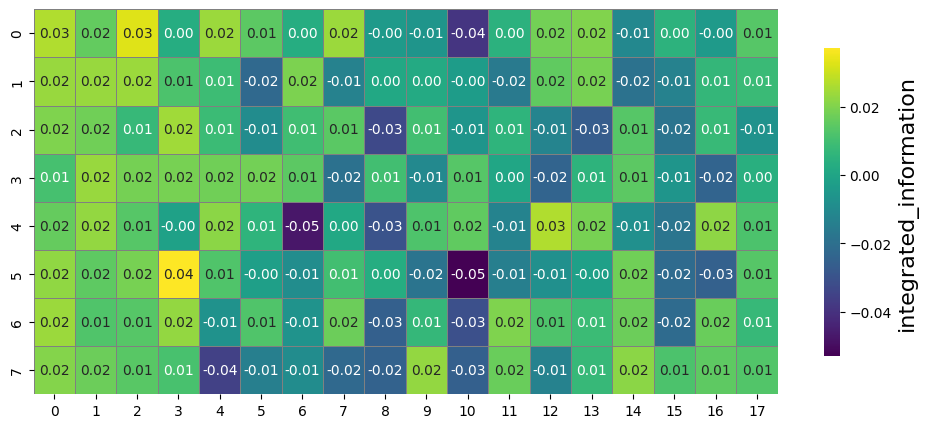 0 0.03 0.02 0.03 0.00 0.02 0.01 0.00 0.02 -0.00 -0.01 -0.04 0.00 0.02 0.02 -0.01 0.00 -0.00 0.01
1 0.02 0.02 0.02 0.01 0.01 -0.02 0.02 -0.01 0.00 0.00 -0.00 -0.02 0.02 0.02 -0.02 -0.01 0.01 0.01
2 0.02 0.02 0.01 0.02 0.01 -0.01 0.01 0.01 -0.03 0.01 -0.00 0.01 -0.01 -0.03 0.01 -0.02 0.01 -0.01
3 0.01 0.02 0.02 0.02 0.02 0.02 0.01 -0.02 0.01 -0.01 0.01 0.00 -0.02 0.01 0.01 -0.01 -0.02 0.00
4 0.02 0.02 0.01 -0.00 0.02 0.01 -0.05 0.00 -0.03 0.01 0.02 -0.01 0.03 0.02 -0.01 -0.02 0.02 0.01
5 0.02 0.02 0.02 0.04 0.01 -0.00 -0.01 0.01 0.00 -0.02 -0.05 -0.01 -0.01 -0.00 0.02 -0.02 -0.03 0.01
6 0.02 0.01 0.01 0.02 -0.01 0.01 -0.01 0.02 -0.03 0.01 -0.03 0.02 0.01 0.01 0.01 -0.02 0.02 0.01
7 0.02 0.02 0.01 0.01 -0.04 -0.01 -0.01 -0.02 -0.02 0.02 -0.03 0.02 -0.01 0.01 0.02 0.01 0.01 0.01
0 1 2 3 4 5 6 7 8 9 10 11 12 13 14 15 16 17
0.02
0.00
−0.02
−0.04
integrated_information